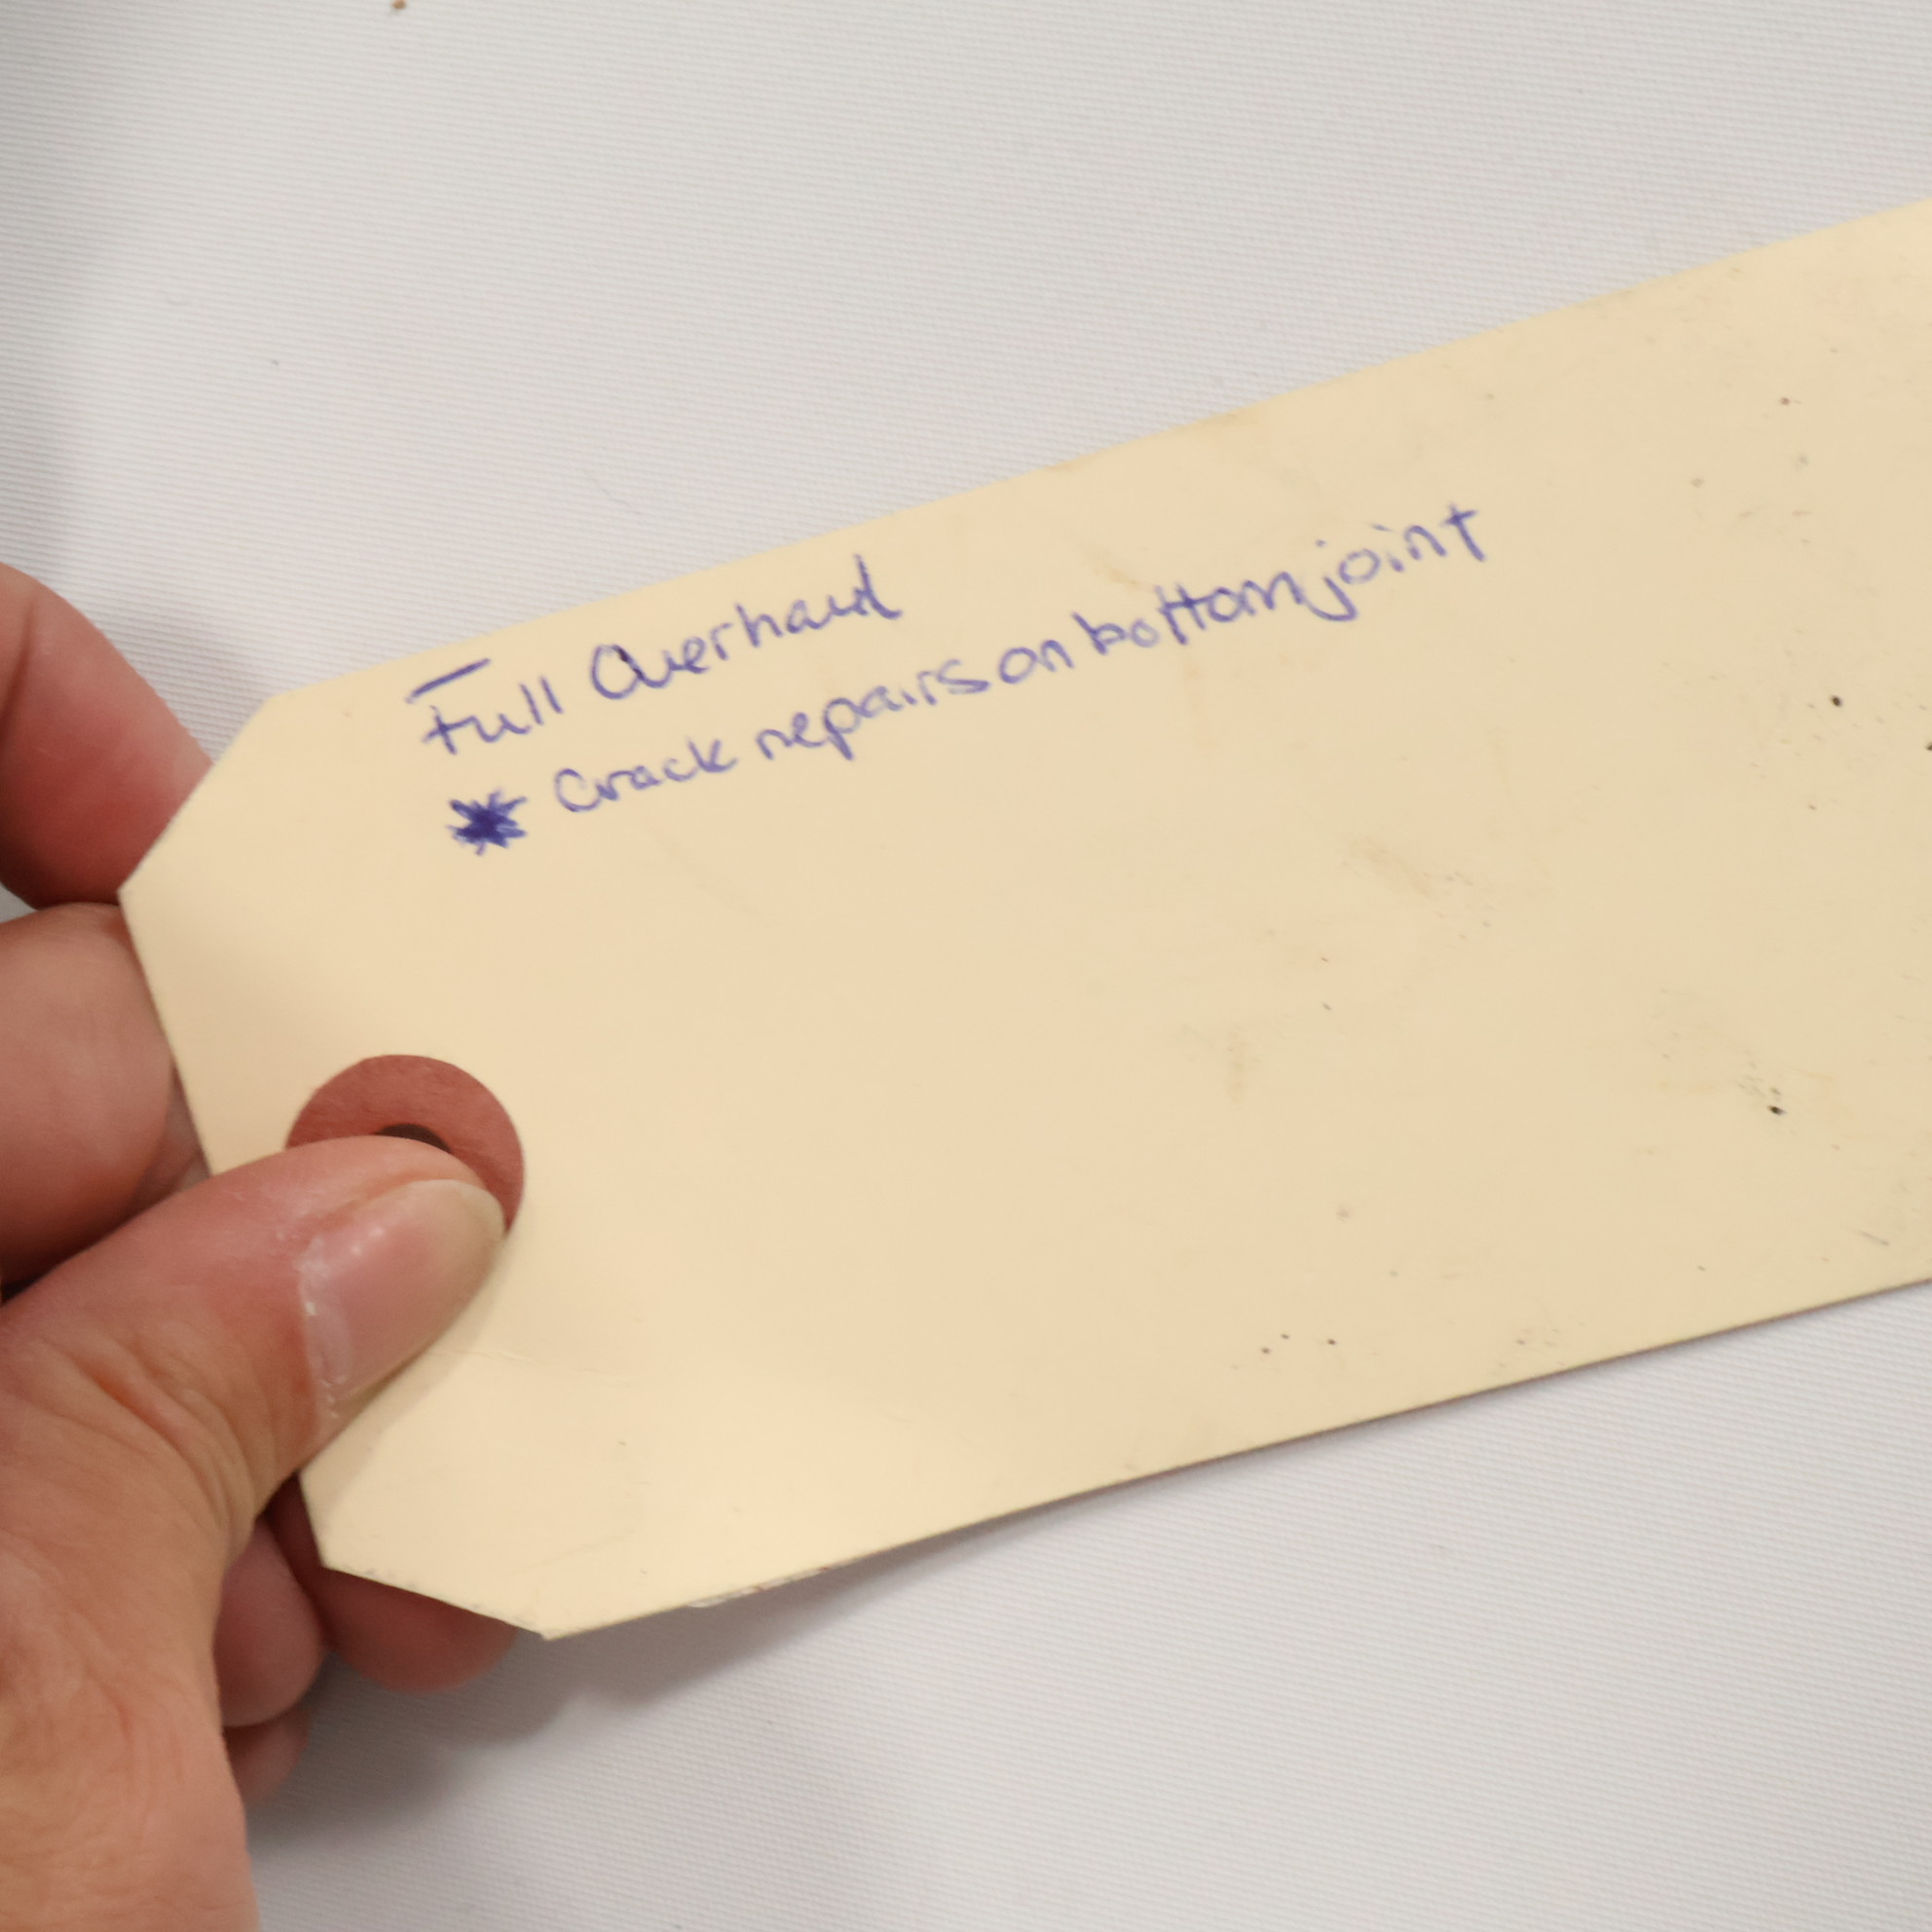 Full Overhaul
* Crack repairs on bottom joint